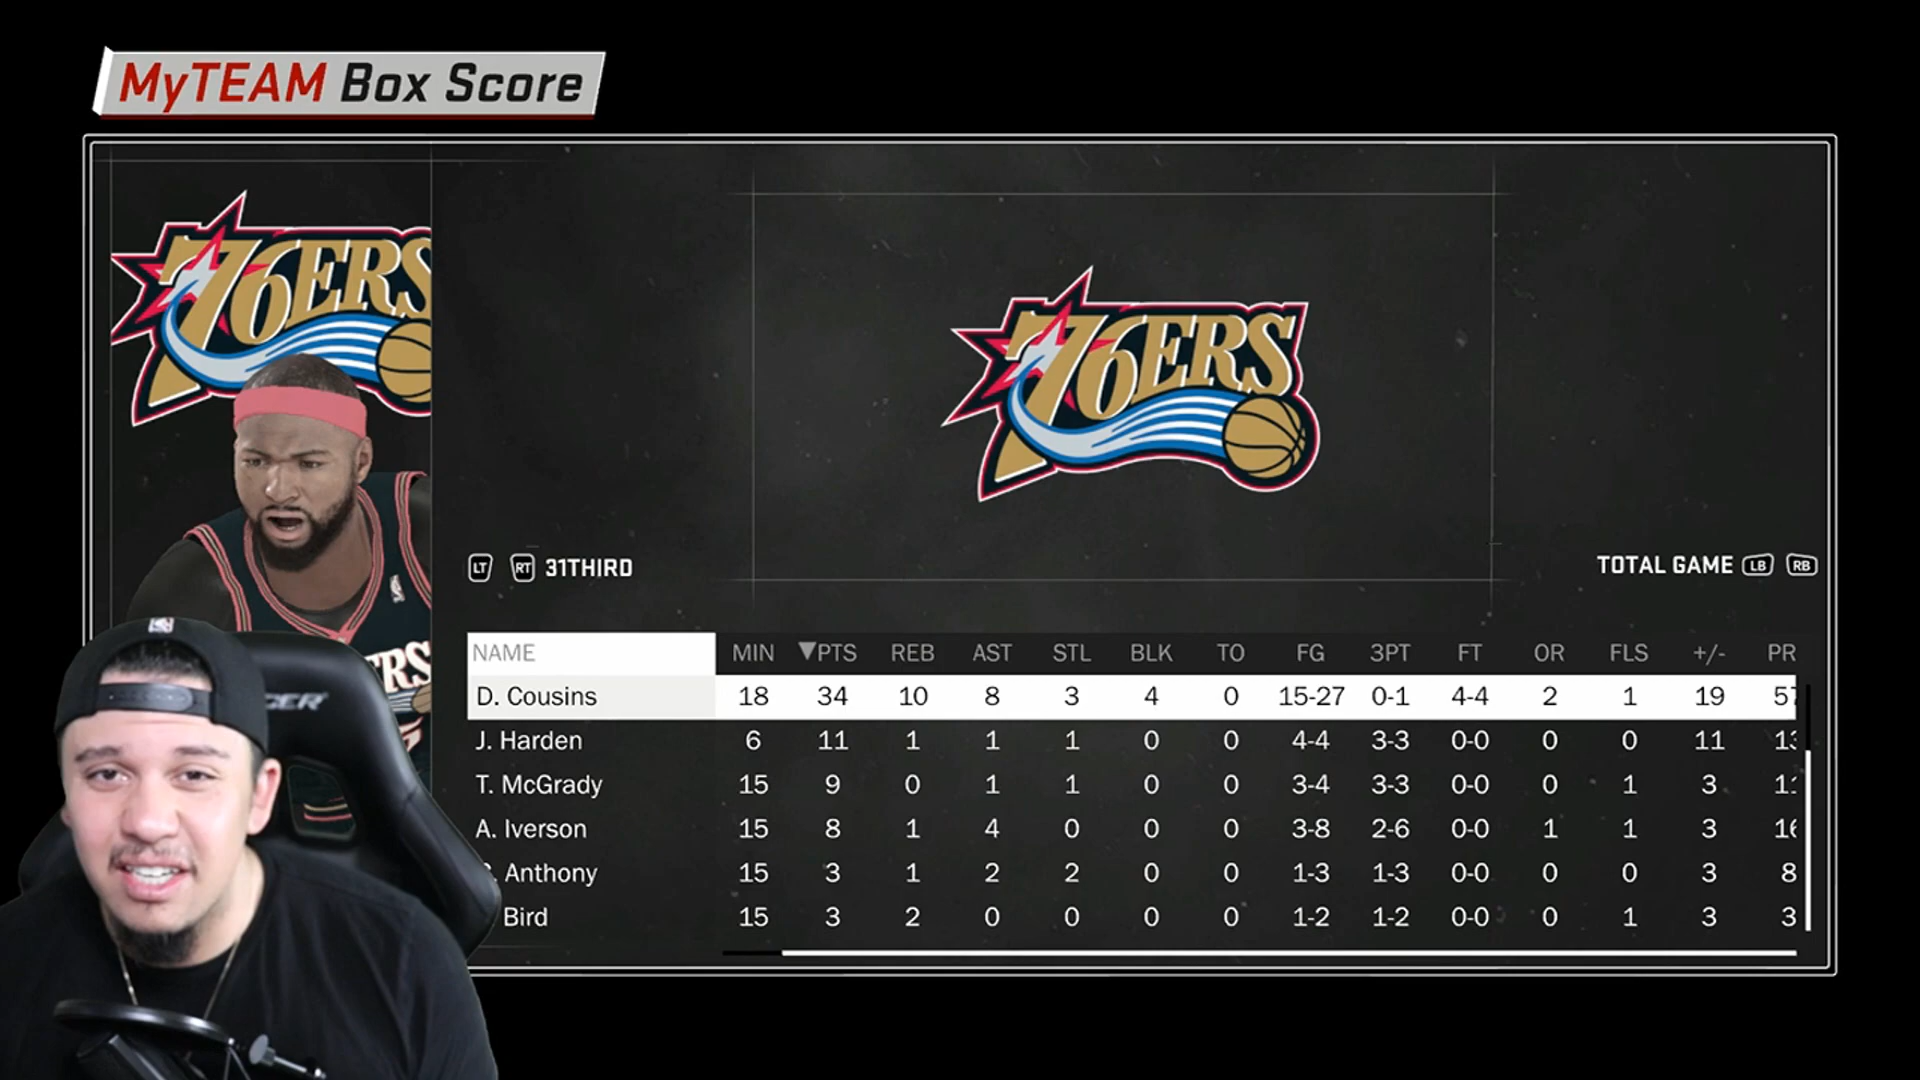 MyTEAM Box Score
76ERS
76ERS
LT RT 31THIRD
TOTAL GAME LB RB
NAME MIN ▼PTS REB AST STL BLK TO FG 3PT FT OR FLS +/- PR
D. Cousins 18 34 10 8 3 4 0 15-27 0-1 4-4 2 1 19 57
J. Harden 6 11 1 1 1 0 0 4-4 3-3 0-0 0 0 11 13
T. McGrady 15 9 0 1 1 0 0 3-4 3-3 0-0 0 1 3 11
A. Iverson 15 8 1 4 0 0 0 3-8 2-6 0-0 1 1 3 16
Anthony 15 3 1 2 2 0 0 1-3 1-3 0-0 0 0 3 8
Bird 15 3 2 0 0 0 0 1-2 1-2 0-0 0 1 3 3